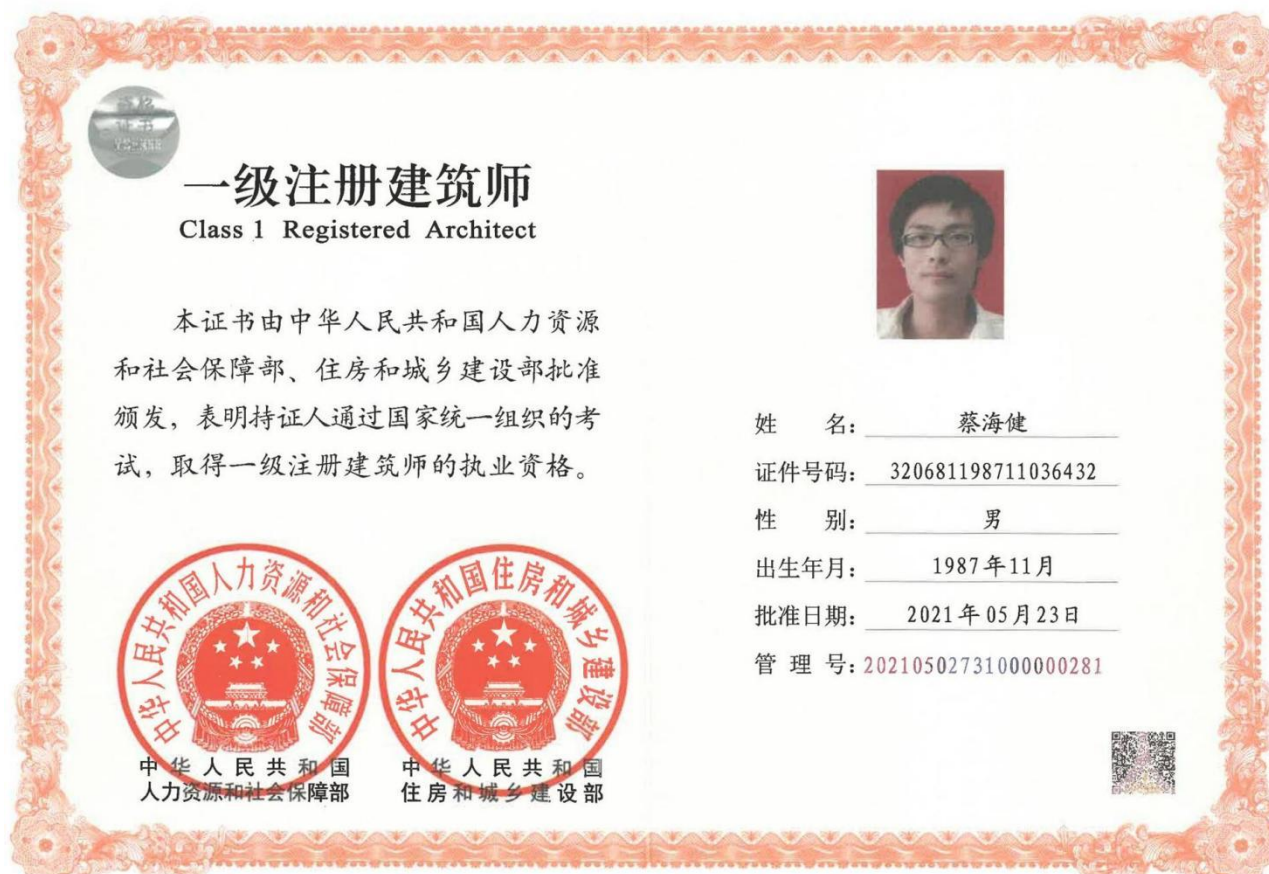 资格
证书
一级注册建筑师
Class 1 Registered Architect
本证书由中华人民共和国人力资源
和社会保障部、住房和城乡建设部批准
颁发，表明持证人通过国家统一组织的考
试，取得一级注册建筑师的执业资格。
中华人民共和国人力资源和社会保障部
中华人民共和国
人力资源和社会保障部
中华人民共和国住房和城乡建设部
中华人民共和国
住房和城乡建设部
姓 名：蔡海健
证件号码：320681198711036432
性 别：男
出生年月：1987年11月
批准日期：2021年05月23日
管 理 号：20210502731000000281